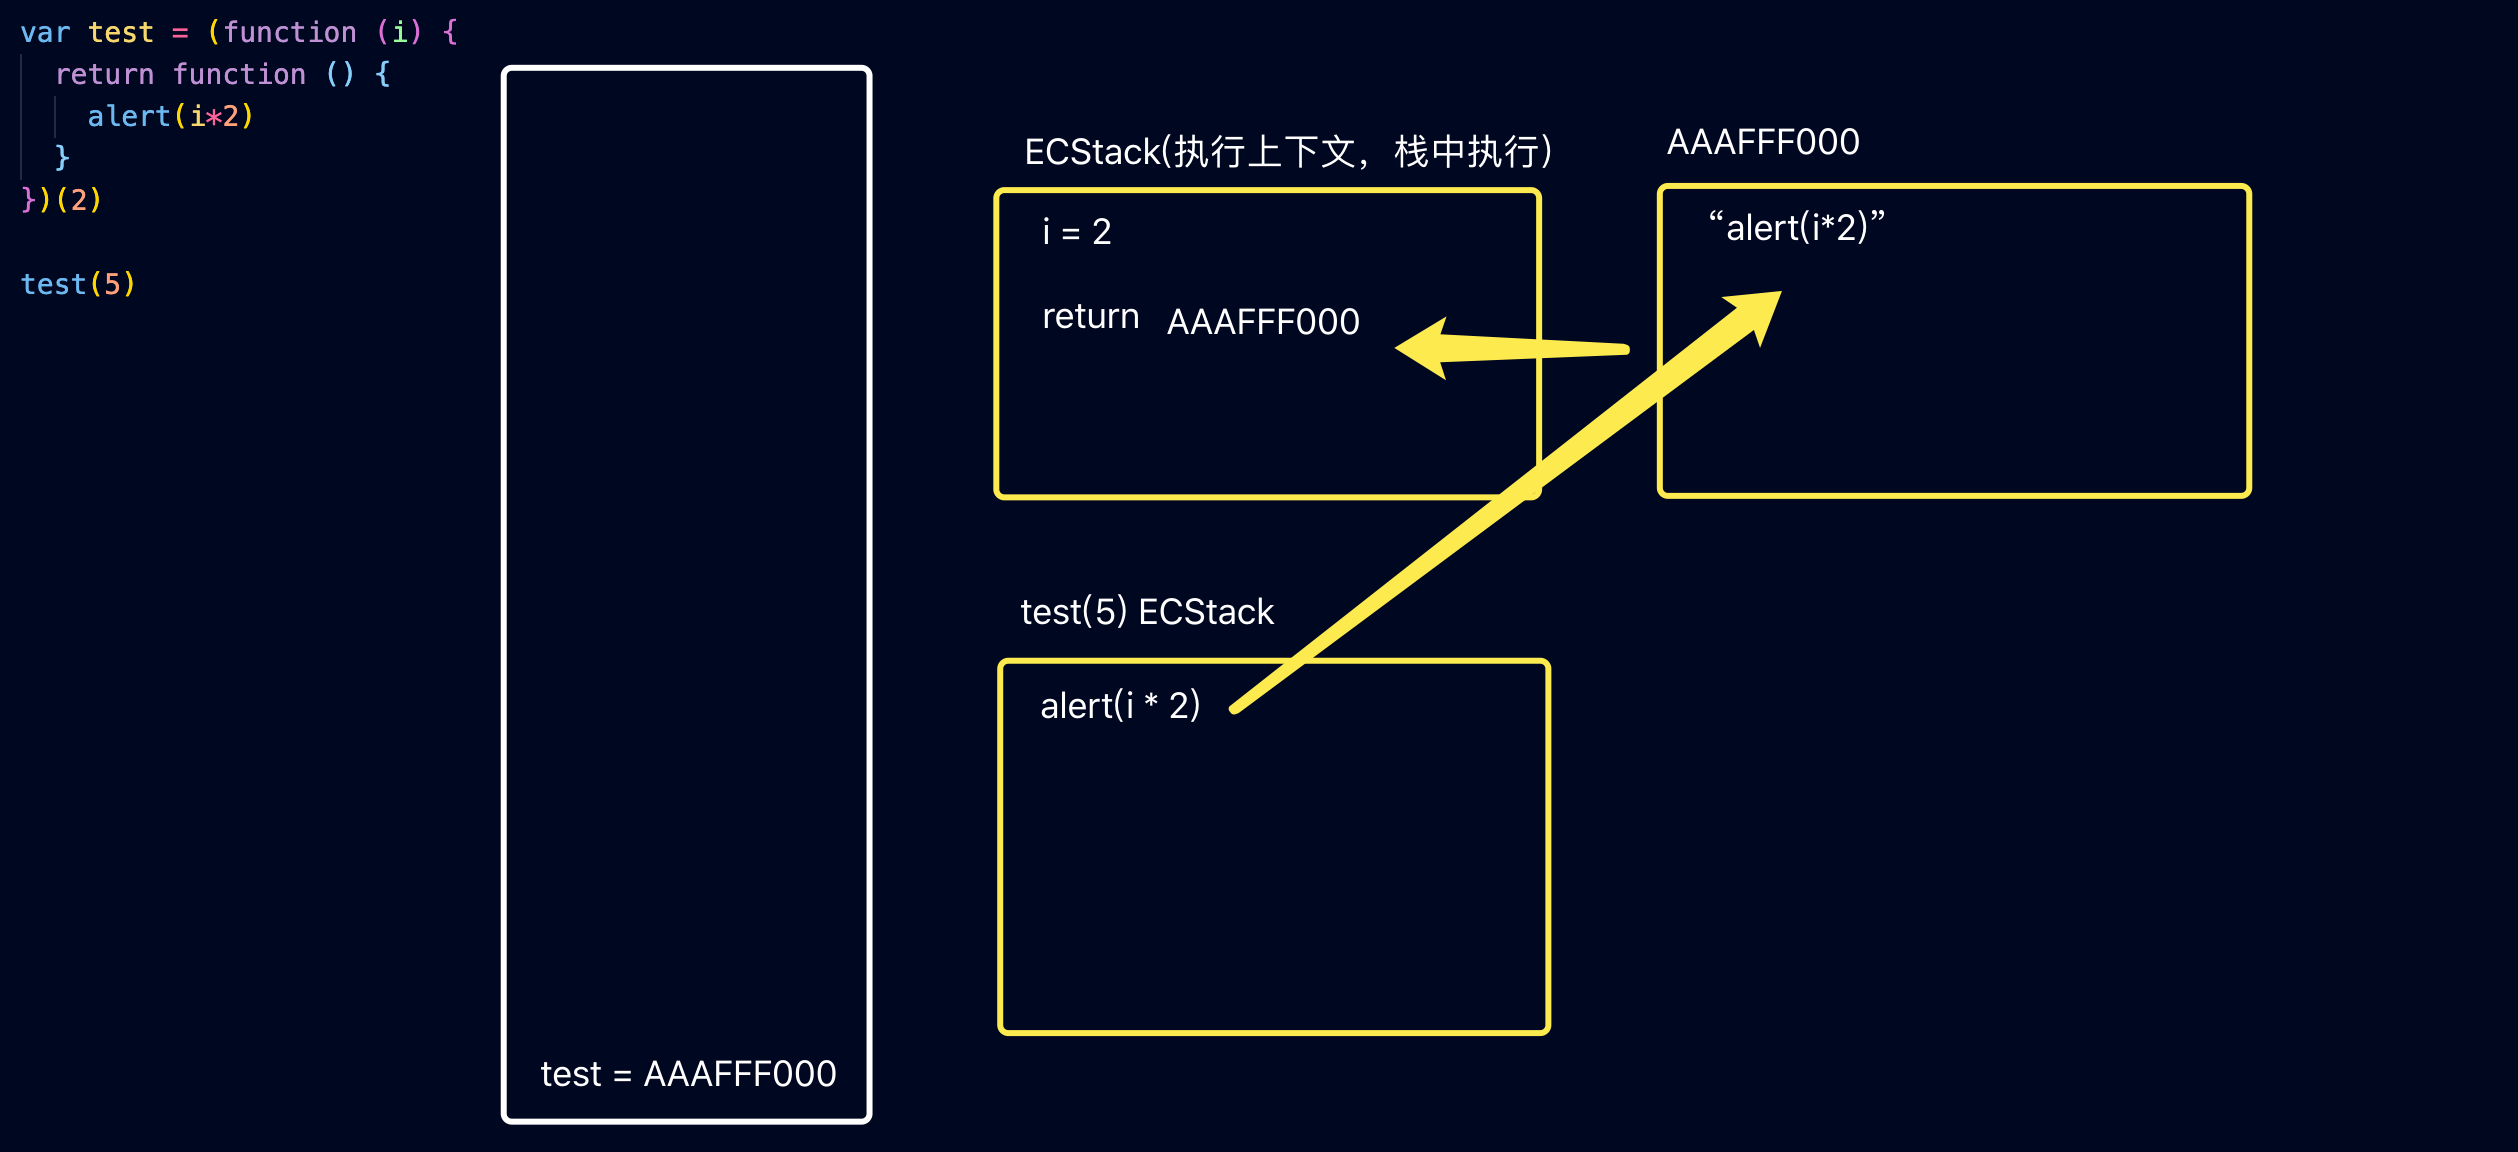 var test = (function (i) {
return function () {
alert(i*2)
}
})(2)
test(5)
ECStack(执行上下文，栈中执行)
i = 2
return AAAFFF000
AAAFFF000
“alert(i*2)”
test(5) ECStack
alert(i * 2)
test = AAAFFF000